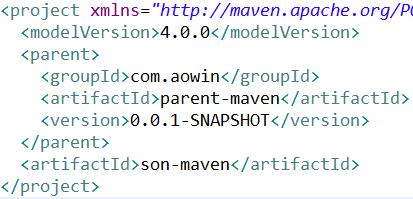 <project xmlns="http://maven.apache.org/PO
<modelVersion>4.0.0</modelVersion>
<parent>
<groupId>com.aowin</groupId>
<artifactId>parent-maven</artifactId>
<version>0.0.1-SNAPSHOT</version>
</parent>
<artifactId>son-maven</artifactId>
</project>